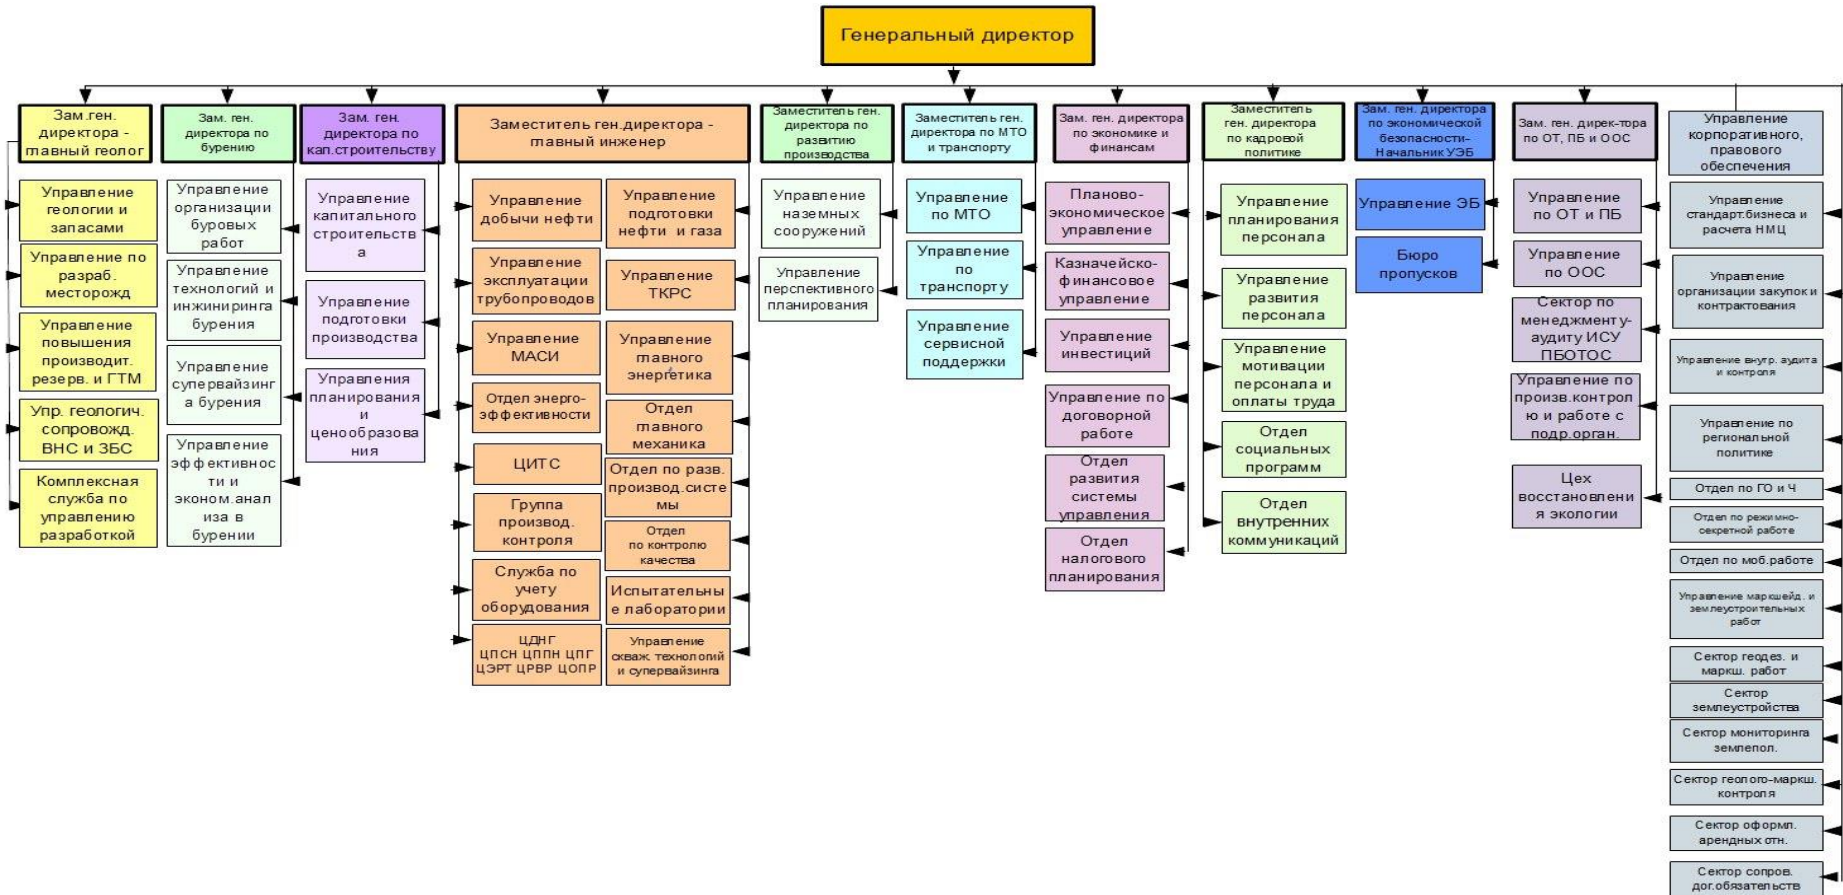 Генеральный директор
Зам.ген.
директора -
главный геолог
Управление
геологии и
запасами
Управление по
разраб.
месторожд
Управление
повышения
производит.
резерв. и ГТМ
Упр. геологич.
сопровожд.
ВНС и ЗБС
Комплексная
служба по
управлению
разработкой
Зам. ген.
директора по
бурению
Управление
организации
буровых
работ
Управление
технологий и
инжиниринга
бурения
Управление
супервайзинг
а бурения
Управление
эффективнос
ти и
эконом.анал
иза в
бурении
Зам. ген.
директора по
кап.строительству
Управление
капитального
строительств
а
Управление
подготовки
производства
Управления
планирования
и
ценообразова
ния
Заместитель ген.директора -
главный инженер
Управление
добычи нефти
Управление
эксплуатации
трубопроводов
Управление
МАСИ
Отдел энерго-
эффективности
ЦИТС
Группа
производ.
контроля
Служба по
учету
оборудования
ЦДНГ
ЦПСН ЦППН ЦПГ
ЦЭРТ ЦРВР ЦОПР
Управление
подготовки
нефти и газа
Управление
ТКРС
Управление
главного
энергетика
Отдел
главного
механика
Отдел по разв.
производ.систе
мы
Отдел
по контролю
качества
Испытательны
е лаборатории
Управление
скваж. технологий
и супервайзинга
Заместитель ген.
директора по
развитию
производства
Управление
наземных
сооружений
Управление
перспективного
планирования
Заместитель ген.
директора по МТО
и транспорту
Управление
по МТО
Управление
по
транспорту
Управление
сервисной
поддержки
Зам. ген. директора
по экономике и
финансам
Планово-
экономическое
управление
Казначейско-
финансовое
управление
Управление
инвестиций
Управление по
договорной
работе
Отдел
развития
системы
управления
Отдел
налогового
планирования
Заместитель
ген. директора
по кадровой
политике
Управление
планирования
персонала
Управление
развития
персонала
Управление
мотивации
персонала и
оплаты труда
Отдел
социальных
программ
Отдел
внутренних
коммуникаций
Зам. ген. директора
по экономической
безопасности-
Начальник УЭБ
Управление ЭБ
Бюро
пропусков
Зам. ген. дирек-тора
по ОТ, ПБ и ООС
Управление
по ОТ и ПБ
Управление
по ООС
Сектор по
менеджменту-
аудиту ИСУ
ПБОТОС
Управление по
произв.контрол
ю и работе с
подр.орган.
Цех
восстановлени
я экологии
Управление
корпоративного,
правового
обеспечения
Управление
стандарт.бизнеса и
расчета НМЦ
Управление
организации закупок и
контрактования
Управление внутр. аудита
и контроля
Управление по
региональной
политике
Отдел по ГО и Ч
Отдел по режимно-
секретной работе
Отдел по моб.работе
Управление маркшейд. и
землеустроительных
работ
Сектор геодез. и
маркш. работ
Сектор
землеустройства
Сектор мониторинга
землепол.
Сектор геолого-маркш.
контроля
Сектор оформл.
арендных отн.
Сектор сопров.
дог.обязательств